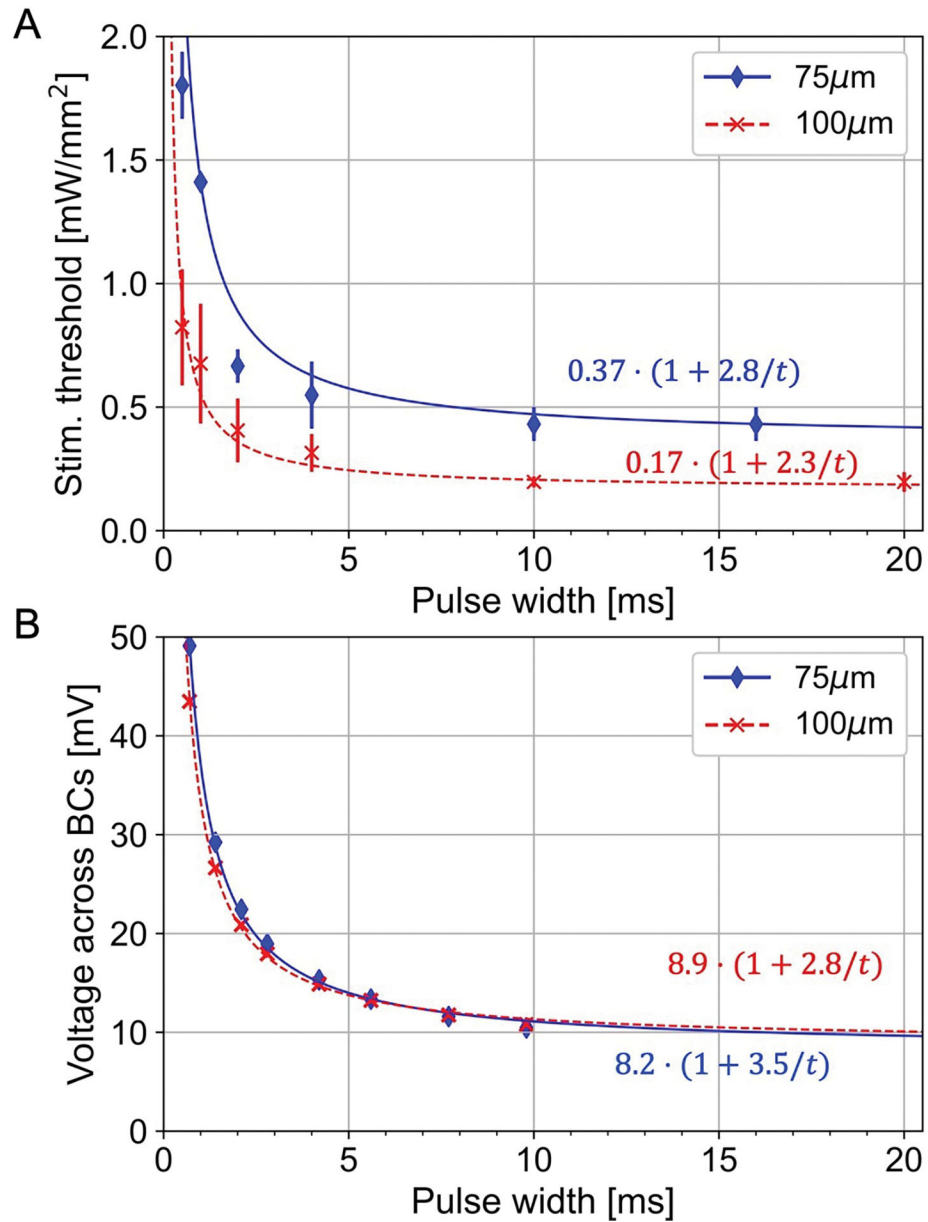 A
Stim. threshold [mW/mm²]
2.0
1.5
1.0
0.5
0.0
75μm
100μm
0.37 · (1 + 2.8/t)
0.17 · (1 + 2.3/t)
0 5 10 15 20
Pulse width [ms]
B
Voltage across BCs [mV]
50
40
30
20
10
0
75μm
100μm
8.9 · (1 + 2.8/t)
8.2 · (1 + 3.5/t)
0 5 10 15 20
Pulse width [ms]